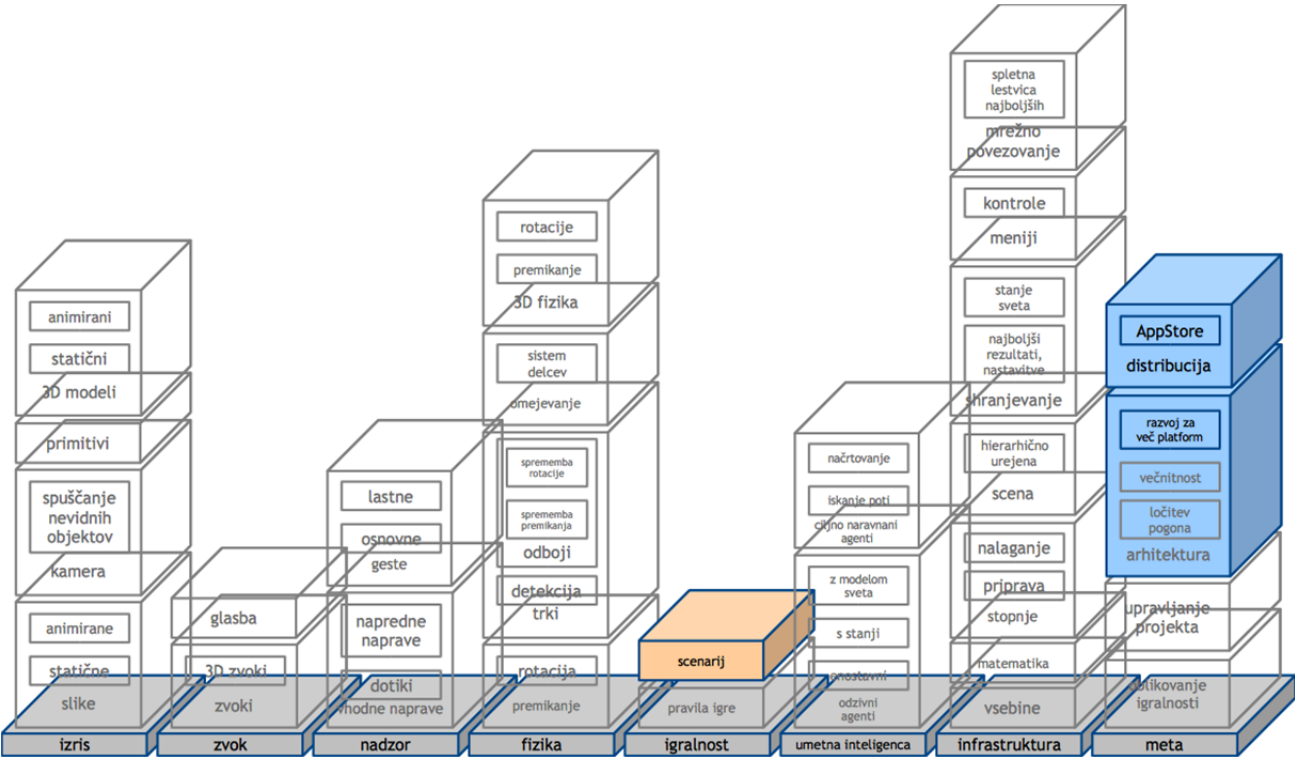 animirani
statični
3D modeli
primitivi
spuščanje
nevidnih
objektov
kamera
animirane
statične
slike
izris
glasba
3D zvoki
zvoki
zvok
lastne
osnovne
geste
napredne
naprave
dotiki
vhodne naprave
nadzor
rotacije
premikanje
3D fizika
sistem
delcev
omejevanje
sprememba
rotacije
sprememba
premikanja
odboji
detekcija
trki
rotacija
premikanje
fizika
scenarij
pravila igre
igralnost
načrtovanje
iskanje poti
ciljno naravnani
agenti
z modelom
sveta
s stanji
enostavni
odzivni
agenti
umetna inteligenca
spletna
lestvica
najboljših
mrežno
povezovanje
kontrole
meniji
stanje
sveta
najboljši
rezultati,
nastavitve
shranjevanje
hierarhično
urejena
scena
nalaganje
priprava
stopnje
matematika
vsebine
infrastruktura
AppStore
distribucija
razvoj za
več platform
večnitnost
ločitev
pogona
arhitektura
upravljanje
projekta
oblikovanje
igralnosti
meta